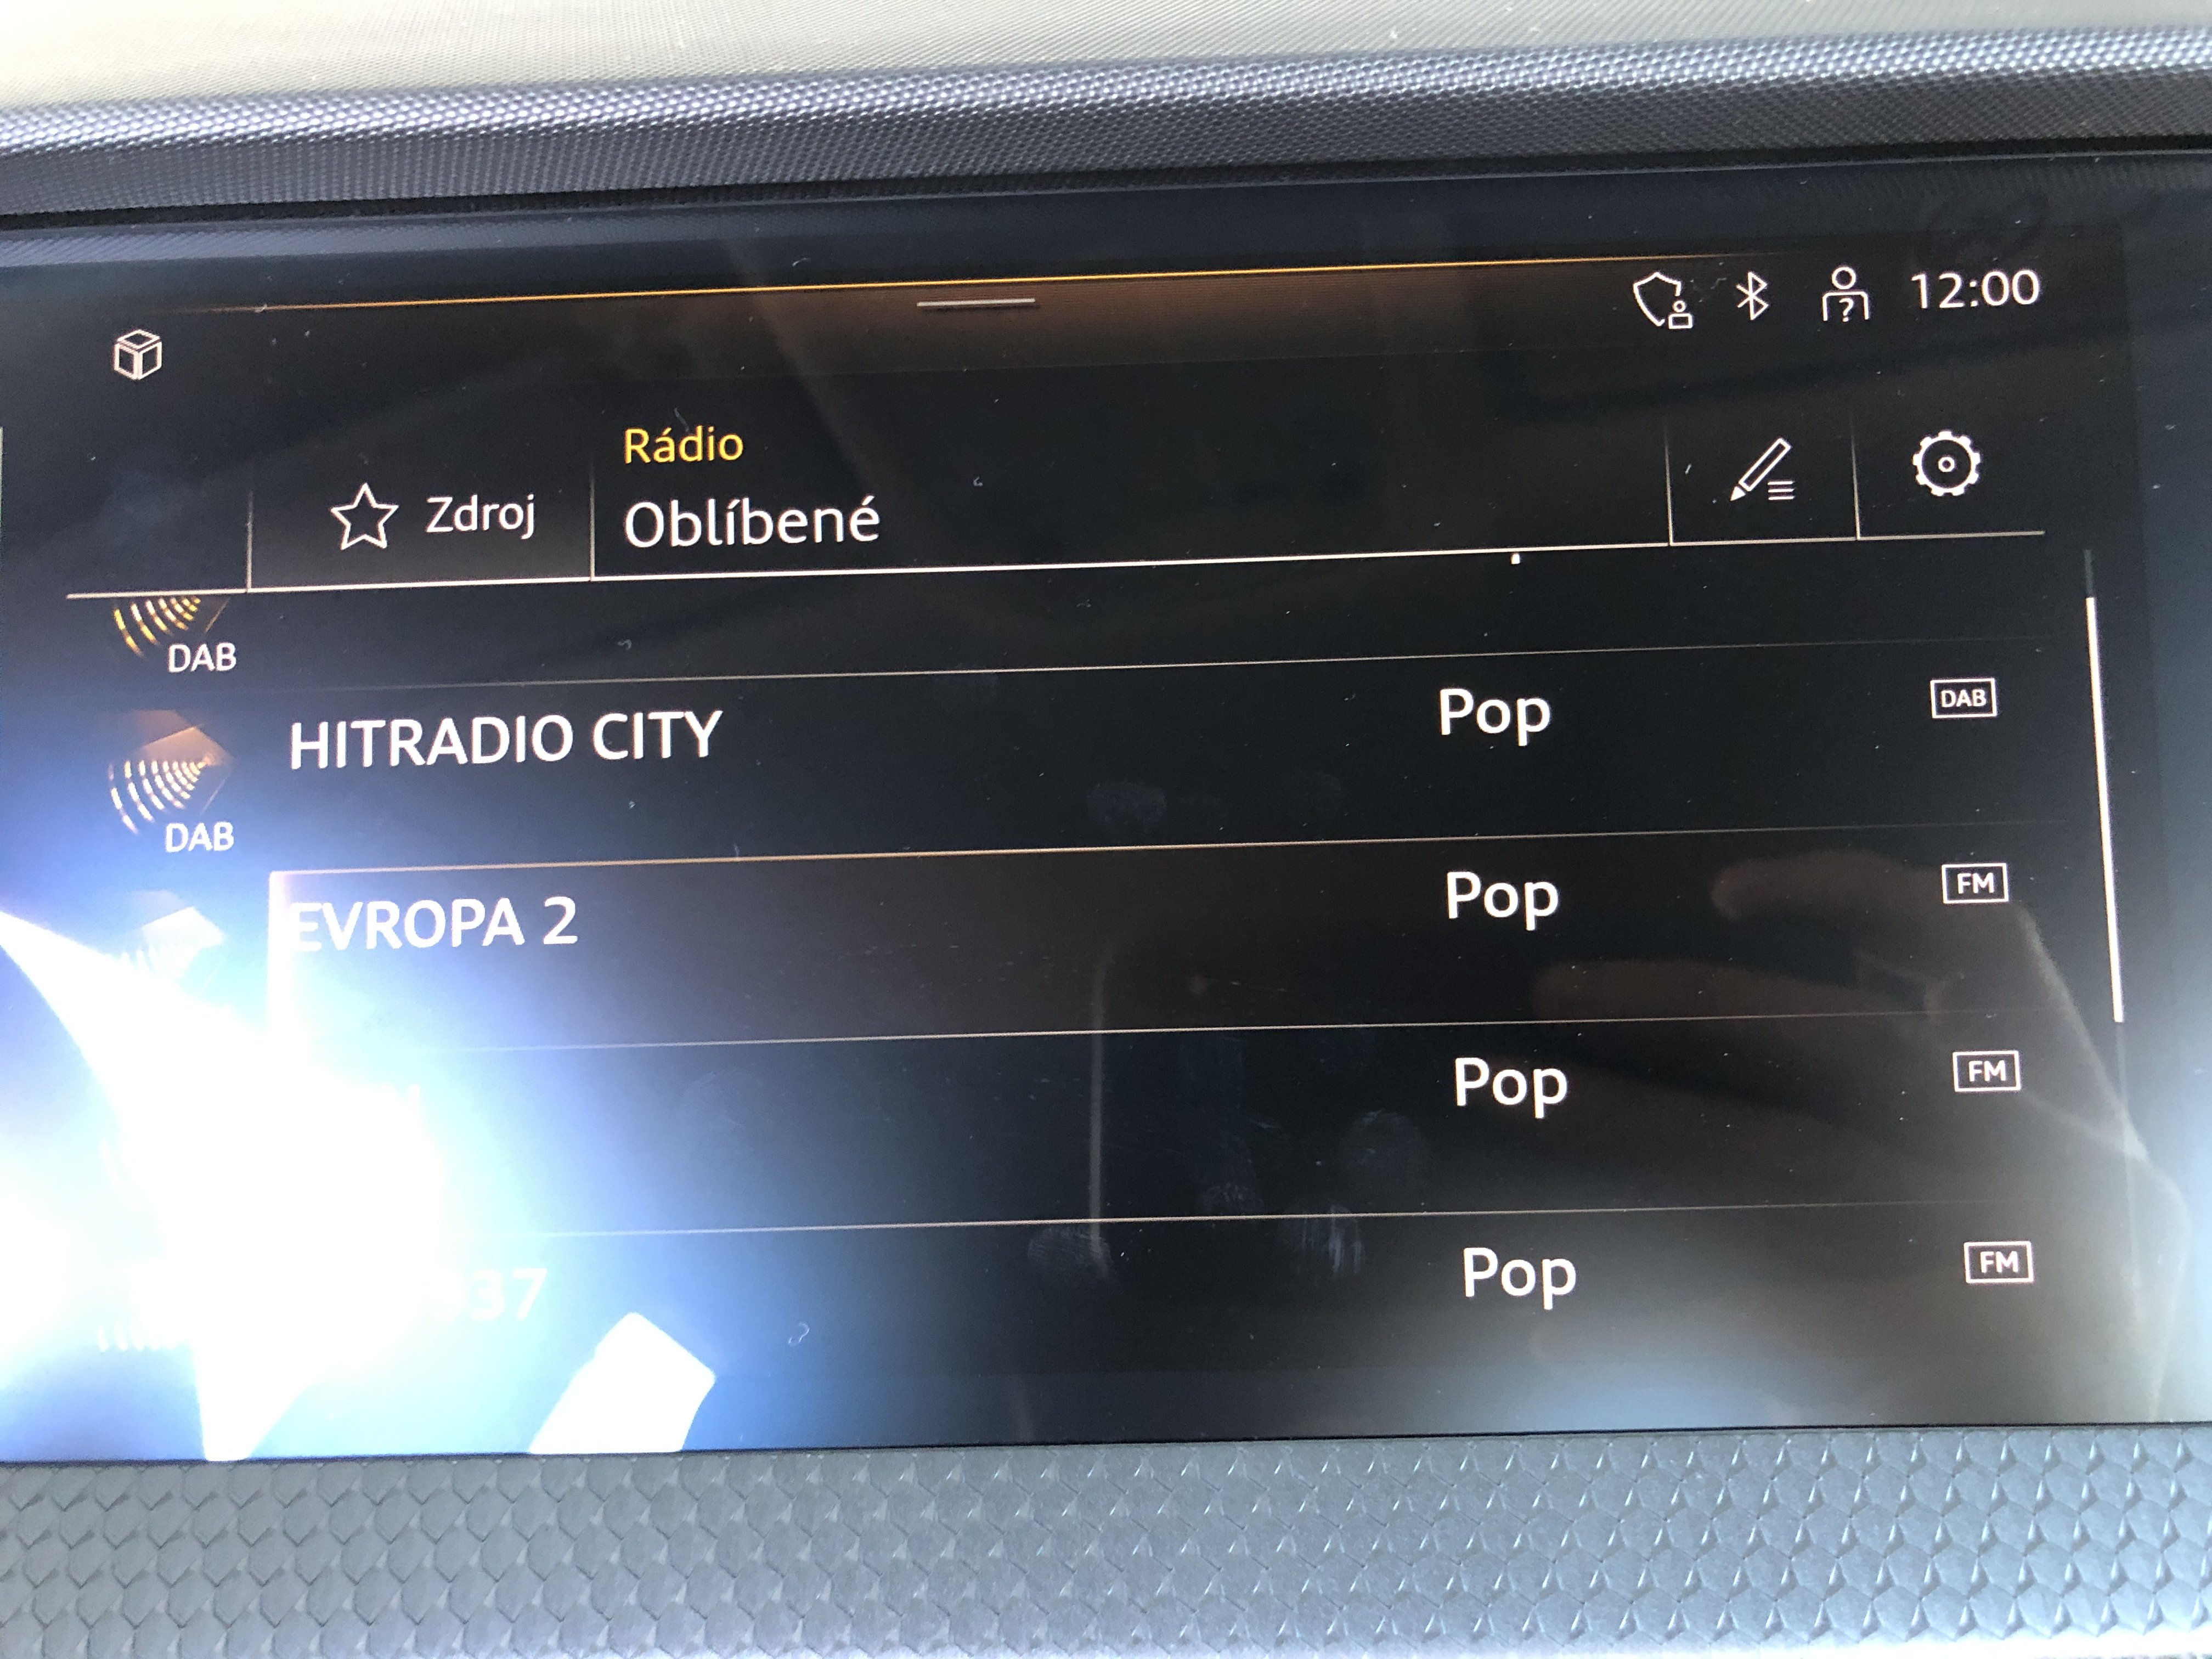 12:00
Zdroj
Rádio
Oblíbené
DAB
HITRADIO CITY Pop DAB
DAB
EVROPA 2 Pop FM
Pop FM
Pop FM